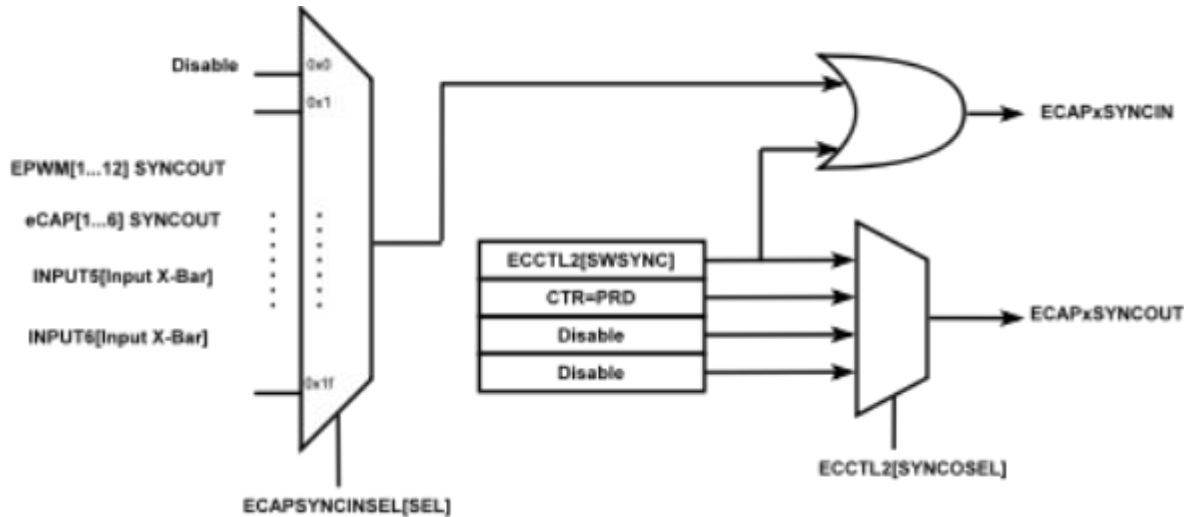 Disable
0x0
0x1
EPWM[1...12] SYNCOUT
eCAP[1...6] SYNCOUT
INPUT5[Input X-Bar]
INPUT6[Input X-Bar]
0x1f
ECAPSYNCINSEL[SEL]
ECAPxSYNCIN
ECCTL2[SWSYNC]
CTR=PRD
Disable
Disable
ECAPxSYNCOUT
ECCTL2[SYNCOSEL]